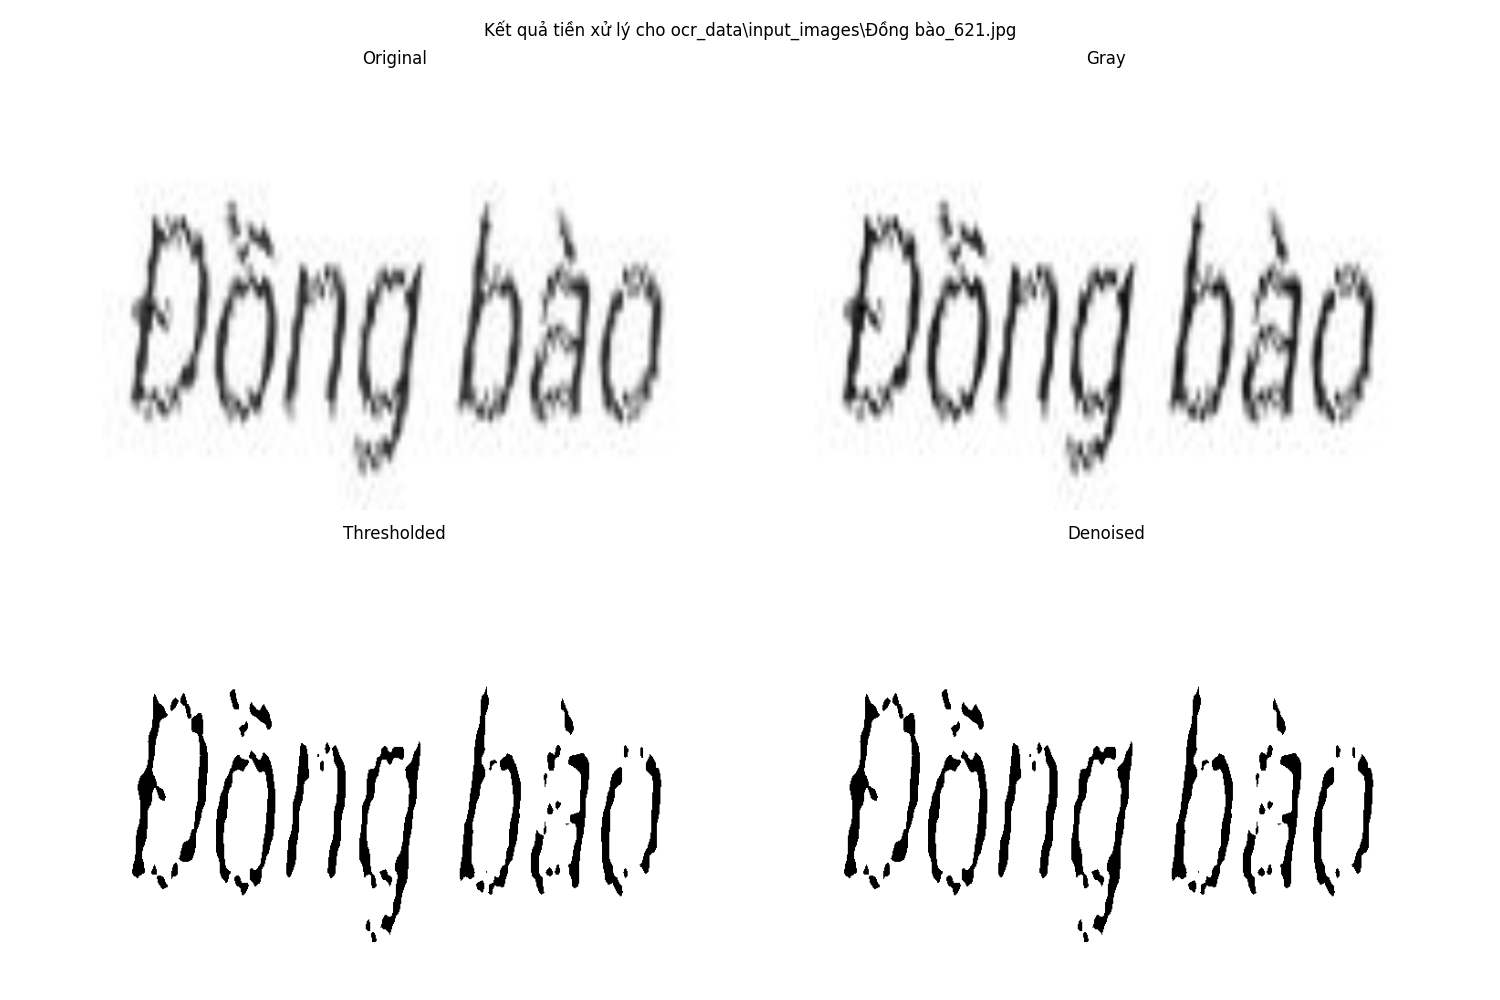 Kết quả tiền xử lý cho ocr_data\input_images\Đồng bào_621.jpg
Original
Gray
Đồng bào
Đồng bào
Thresholded
Denoised
Đồng bào
Đồng bào